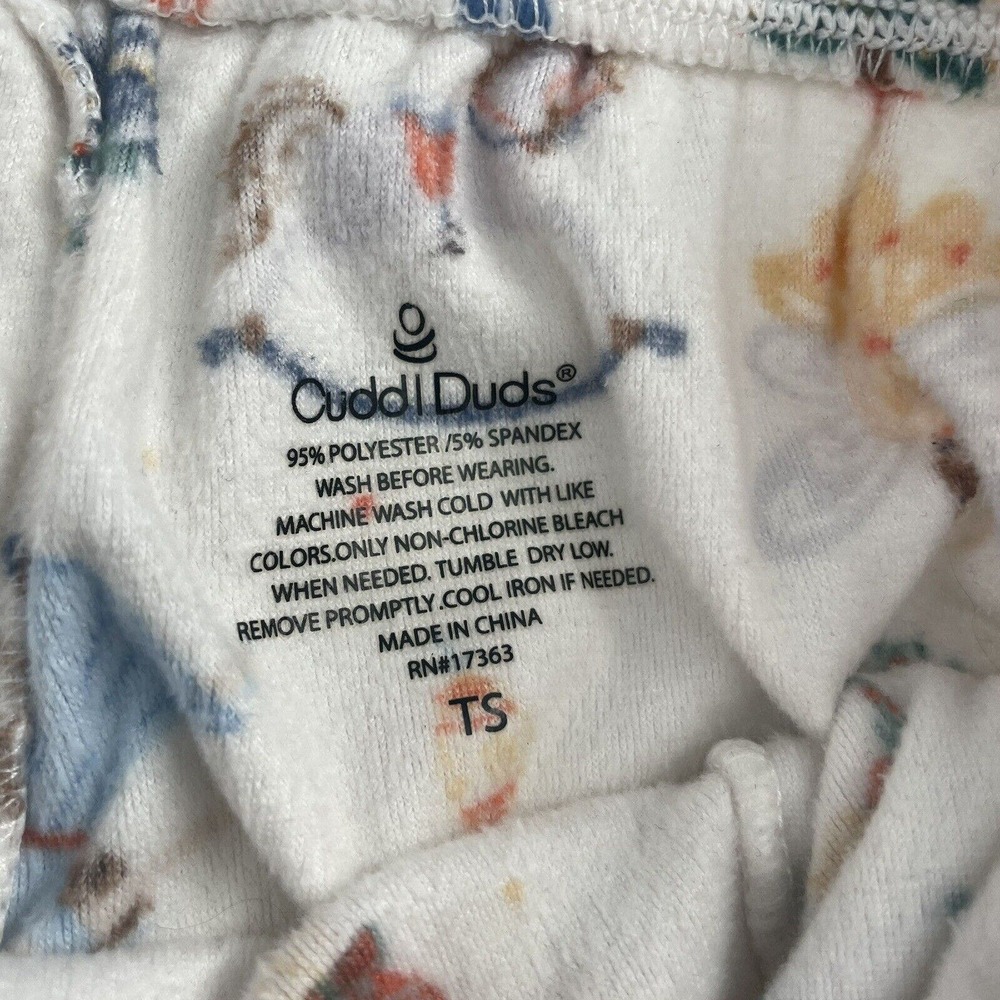 Cuddl Duds®
95% POLYESTER /5% SPANDEX
WASH BEFORE WEARING.
MACHINE WASH COLD WITH LIKE
COLORS.ONLY NON-CHLORINE BLEACH
WHEN NEEDED. TUMBLE DRY LOW.
REMOVE PROMPTLY.COOL IRON IF NEEDED.
MADE IN CHINA
RN#17363
TS